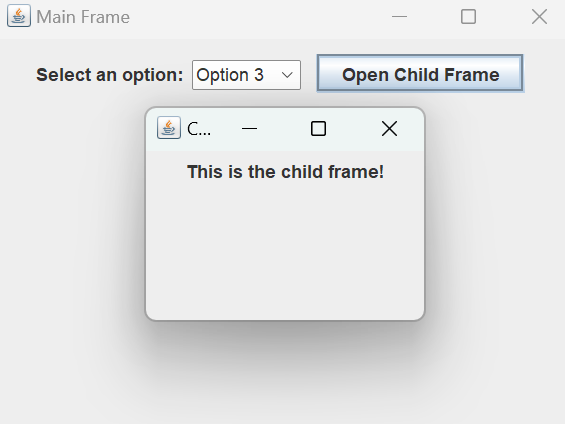 Main Frame
Select an option: Option 3 Open Child Frame
C...
This is the child frame!